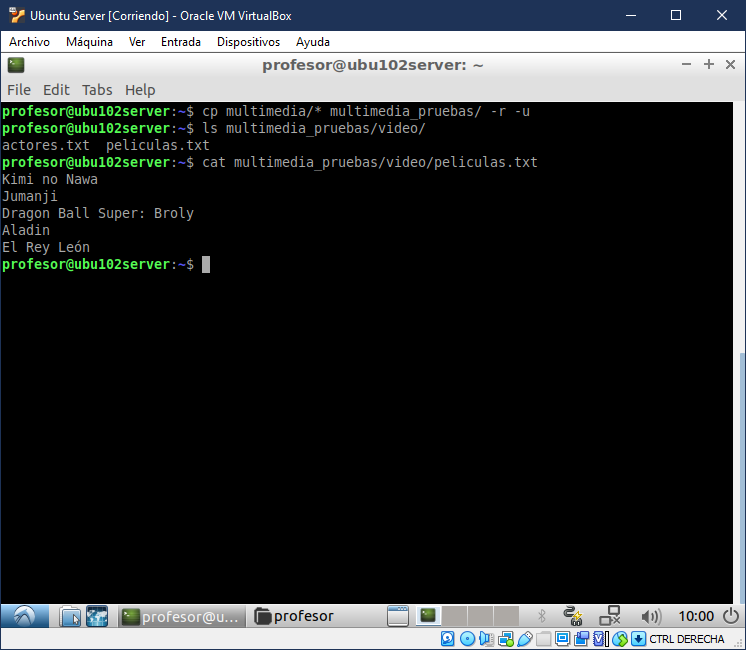 Ubuntu Server [Corriendo] - Oracle VM VirtualBox
Archivo Máquina Ver Entrada Dispositivos Ayuda
profesor@ubu102server: ~
File Edit Tabs Help
profesor@ubu102server:~$ cp multimedia/* multimedia_pruebas/ -r -u
profesor@ubu102server:~$ ls multimedia_pruebas/video/
actores.txt  peliculas.txt
profesor@ubu102server:~$ cat multimedia_pruebas/video/peliculas.txt
Kimi no Nawa
Jumanji
Dragon Ball Super: Broly
Aladin
El Rey León
profesor@ubu102server:~$
profesor@u... profesor 10:00
CTRL DERECHA